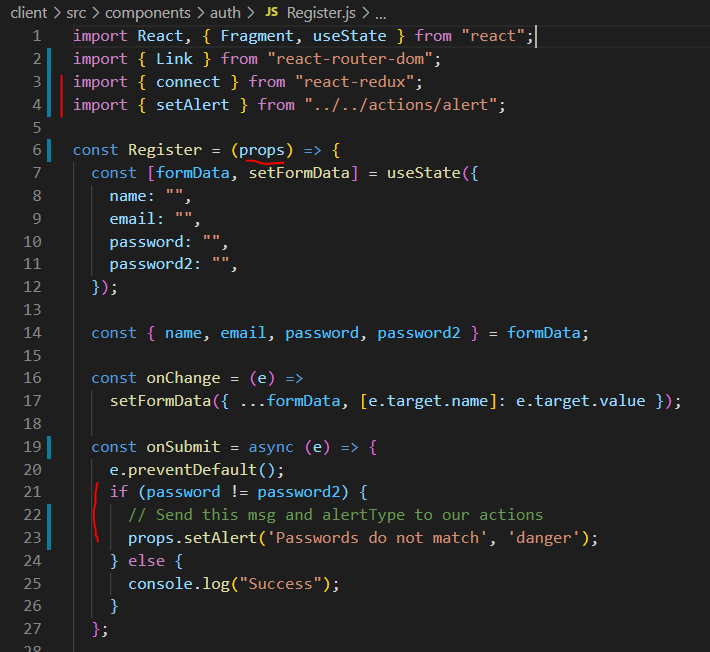 client > src > components > auth > JS Register.js > ...
1 import React, { Fragment, useState } from "react";
2 import { Link } from "react-router-dom";
3 import { connect } from "react-redux";
4 import { setAlert } from "../../actions/alert";
5
6 const Register = (props) => {
7   const [formData, setFormData] = useState({
8     name: "",
9     email: "",
10     password: "",
11     password2: "",
12   });
13
14   const { name, email, password, password2 } = formData;
15
16   const onChange = (e) =>
17     setFormData({ ...formData, [e.target.name]: e.target.value });
18
19   const onSubmit = async (e) => {
20     e.preventDefault();
21     if (password != password2) {
22       // Send this msg and alertType to our actions
23       props.setAlert('Passwords do not match', 'danger');
24     } else {
25       console.log("Success");
26     }
27   };
28